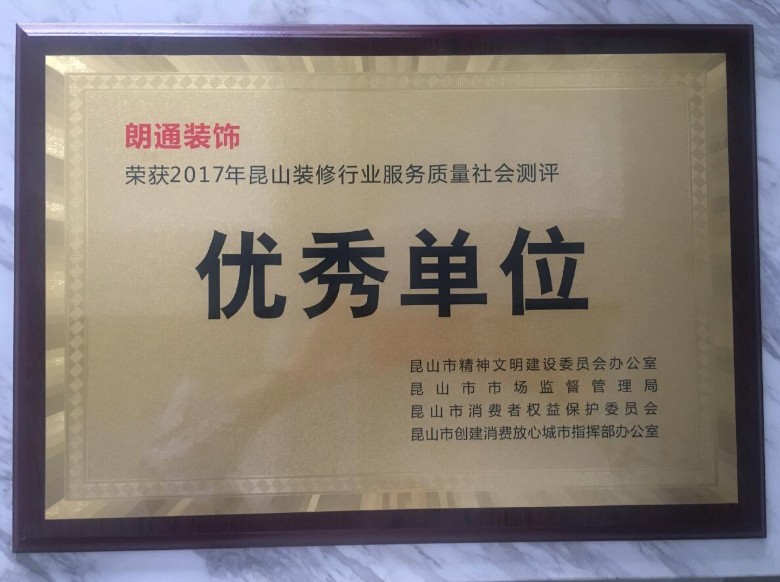 朗通装饰
荣获2017年昆山装修行业服务质量社会测评
优秀单位
昆山市精神文明建设委员会办公室
昆山市市场监督管理局
昆山市消费者权益保护委员会
昆山市创建消费放心城市指挥部办公室